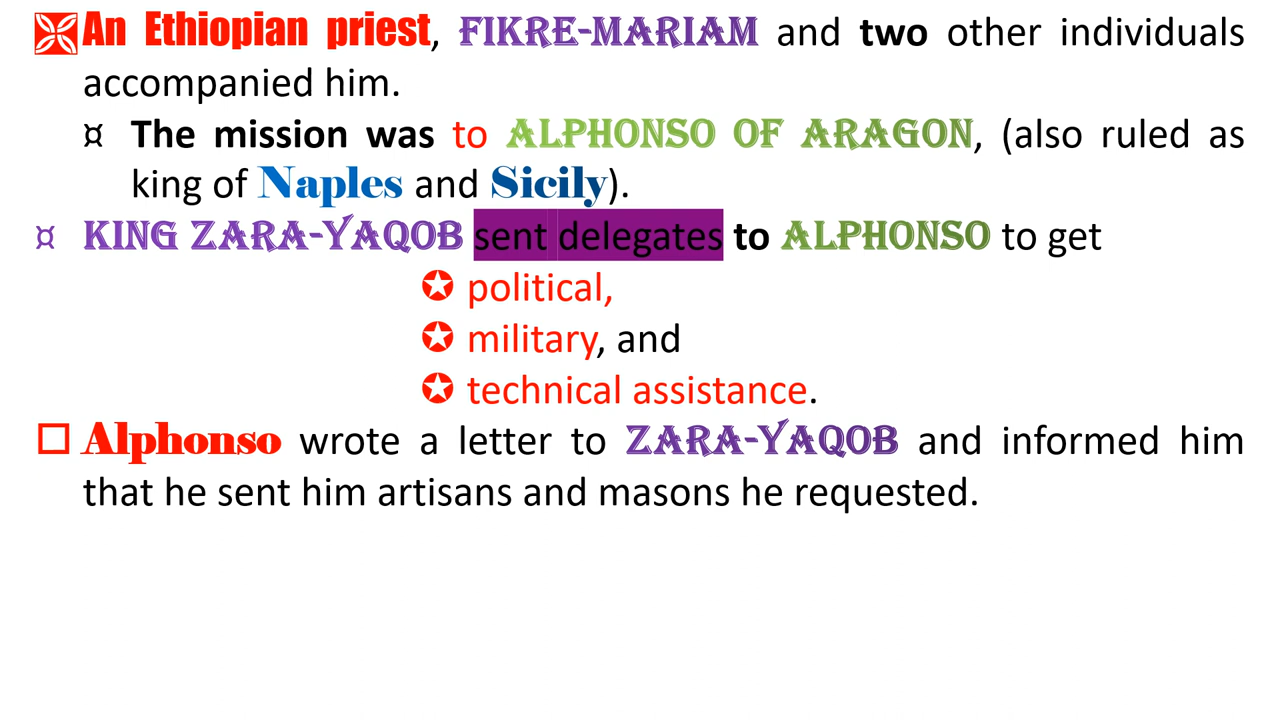 An Ethiopian priest, FIKRE-MARIAM and two other individuals
accompanied him.
¤ The mission was to ALPHONSO OF ARAGON, (also ruled as
king of Naples and Sicily).
¤ KING ZARA-YAQOB sent delegates to ALPHONSO to get
✪ political,
✪ military, and
✪ technical assistance.
□ Alphonso wrote a letter to ZARA-YAQOB and informed him
that he sent him artisans and masons he requested.